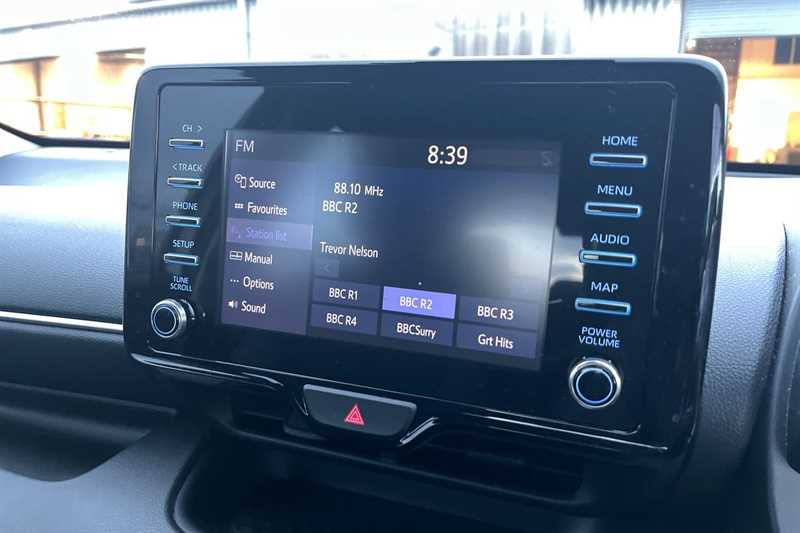 CH >
< TRACK
PHONE
SETUP
TUNE
SCROLL
FM
8:39
Source
Favourites
Station list
Manual
Options
Sound
88.10 MHz
BBC R2
Trevor Nelson
<
BBC R1
BBC R2
BBC R3
BBC R4
BBCSurry
Grt Hits
HOME
MENU
AUDIO
MAP
POWER
VOLUME